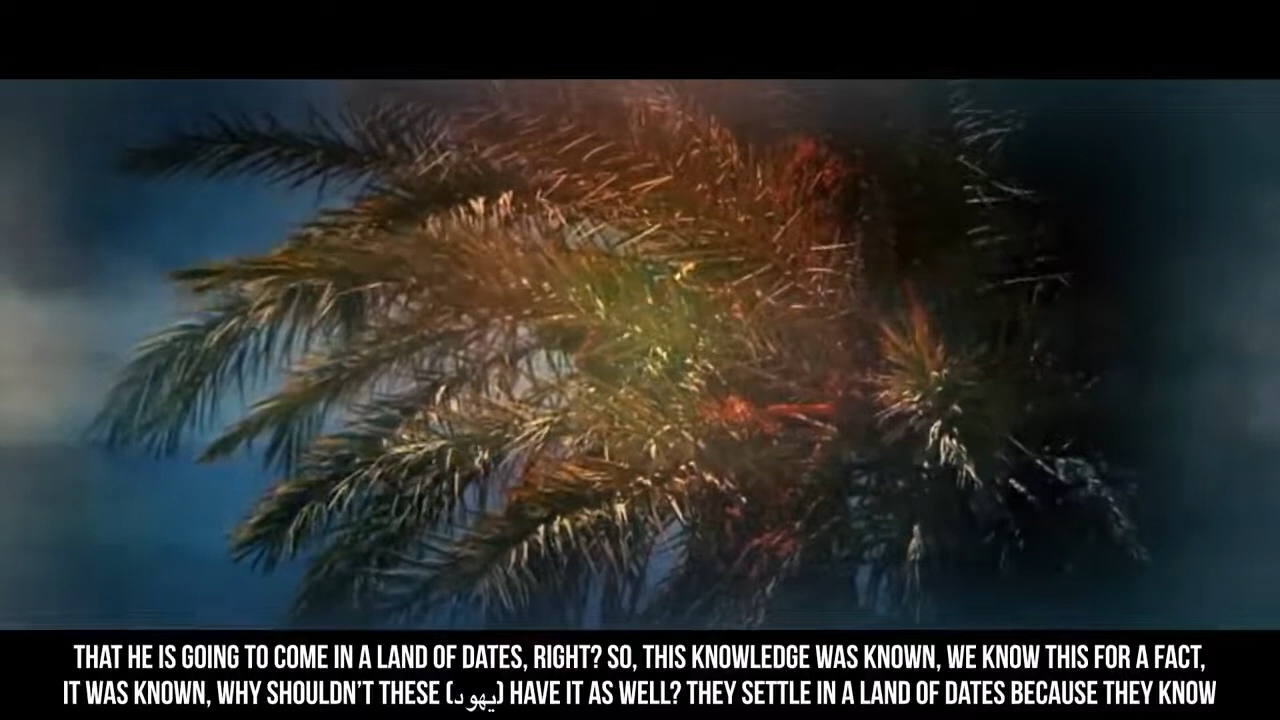 THAT HE IS GOING TO COME IN A LAND OF DATES, RIGHT? SO, THIS KNOWLEDGE WAS KNOWN, WE KNOW THIS FOR A FACT,
IT WAS KNOWN, WHY SHOULDN'T THESE (يهود) HAVE IT AS WELL? THEY SETTLE IN A LAND OF DATES BECAUSE THEY KNOW